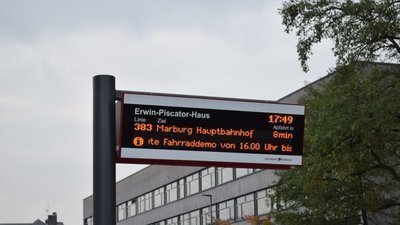 Erwin-Piscator-Haus 17:49
Linie Ziel Abfahrt in
383 Marburg Hauptbahnhof 8min
rte Fahrraddemo von 16.00 Uhr bis